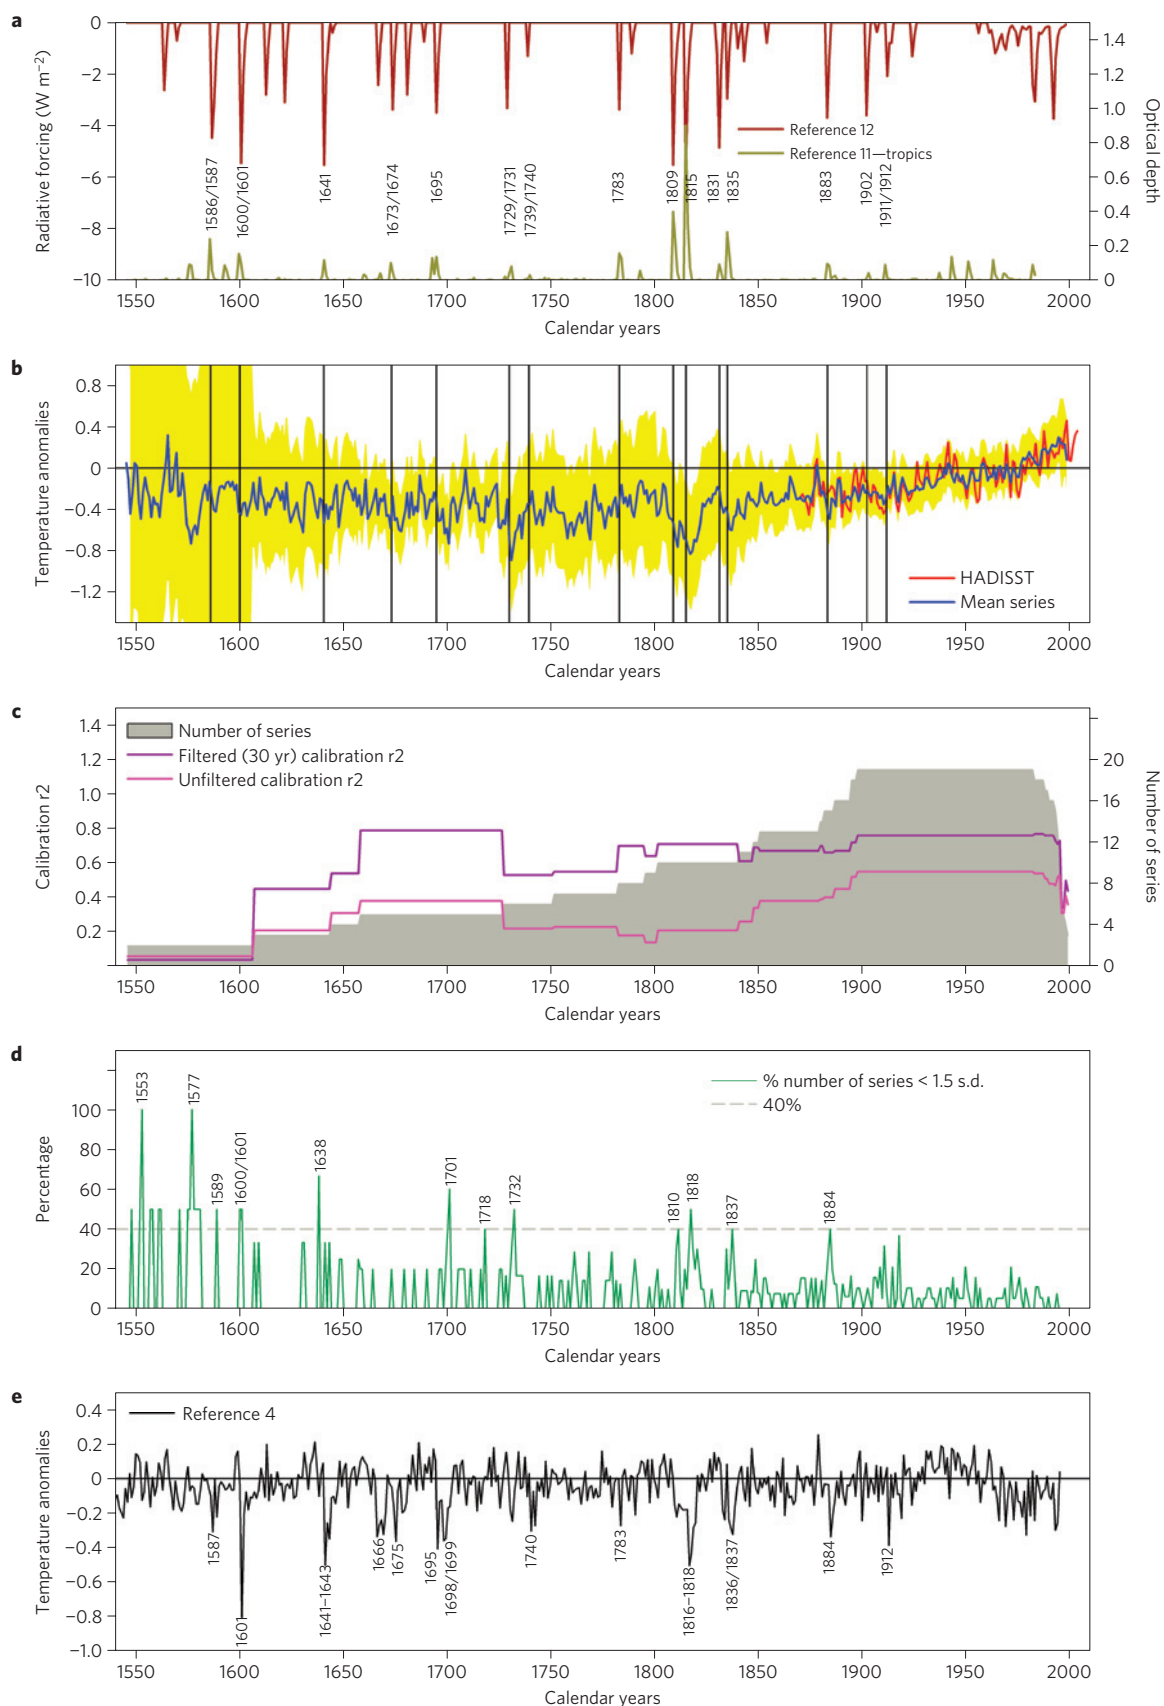 a
0
−2
−4
−6
−8
−10
Radiative forcing (W m−2)
1.4
1.2
1.0
0.8
0.6
0.4
0.2
0
Optical depth
Reference 12
Reference 11—tropics
1586/1587
1600/1601
1641
1673/1674
1695
1729/1731
1739/1740
1783
1809
1815
1831
1835
1883
1902
1911/1912
1550 1600 1650 1700 1750 1800 1850 1900 1950 2000
Calendar years
b
0.8
0.4
0
−0.4
−0.8
−1.2
Temperature anomalies
HADISST
Mean series
1550 1600 1650 1700 1750 1800 1850 1900 1950 2000
Calendar years
c
1.4
1.2
1.0
0.8
0.6
0.4
0.2
Calibration r2
Number of series
Filtered (30 yr) calibration r2
Unfiltered calibration r2
20
16
12
8
4
0
Number of series
1550 1600 1650 1700 1750 1800 1850 1900 1950 2000
Calendar years
d
100
80
60
40
20
0
Percentage
1553
1577
1589
1600/1601
1638
1701
1718
1732
1810
1818
1837
1884
% number of series < 1.5 s.d.
40%
1550 1600 1650 1700 1750 1800 1850 1900 1950 2000
Calendar years
e
0.4
0.2
0
−0.2
−0.4
−0.6
−0.8
−1.0
Temperature anomalies
Reference 4
1587
1601
1641–1643
1666
1675
1695
1698/1699
1740
1783
1816–1818
1836/1837
1884
1912
1550 1600 1650 1700 1750 1800 1850 1900 1950 2000
Calendar years